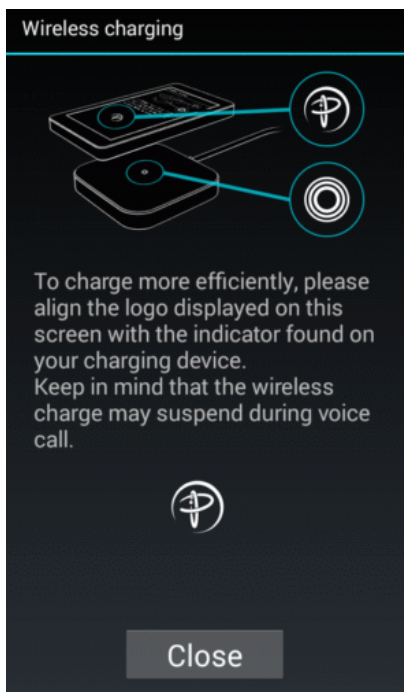 Wireless charging
To charge more efficiently, please
align the logo displayed on this
screen with the indicator found on
your charging device.
Keep in mind that the wireless
charge may suspend during voice
call.
Close